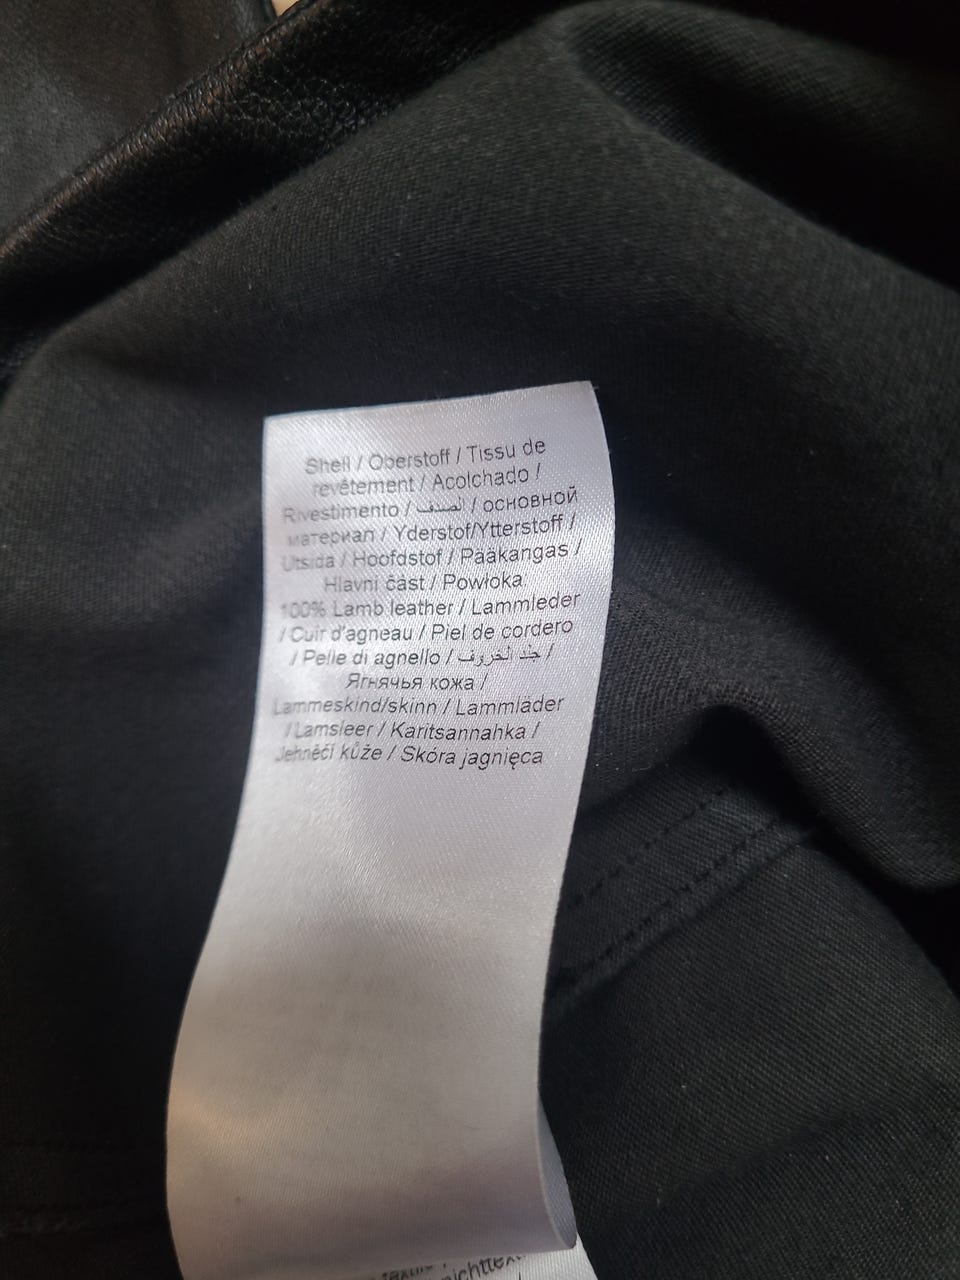 Shell / Oberstoff / Tissu de
revêtement / Acolchado /
Rivestimento / الصدف / основной
материал / Yderstof/Ytterstoff /
Utsida / Hoofdstof / Pääkangas /
Hlavní část / Powłoka
100% Lamb leather / Lammleder
/ Cuir d'agneau / Piel de cordero
/ Pelle di agnello / جلد الخروف /
Ягнячья кожа /
Lammeskind/skinn / Lammläder
/ Lamsleer / Karitsannahka /
Jehněčí kůže / Skóra jagnięca